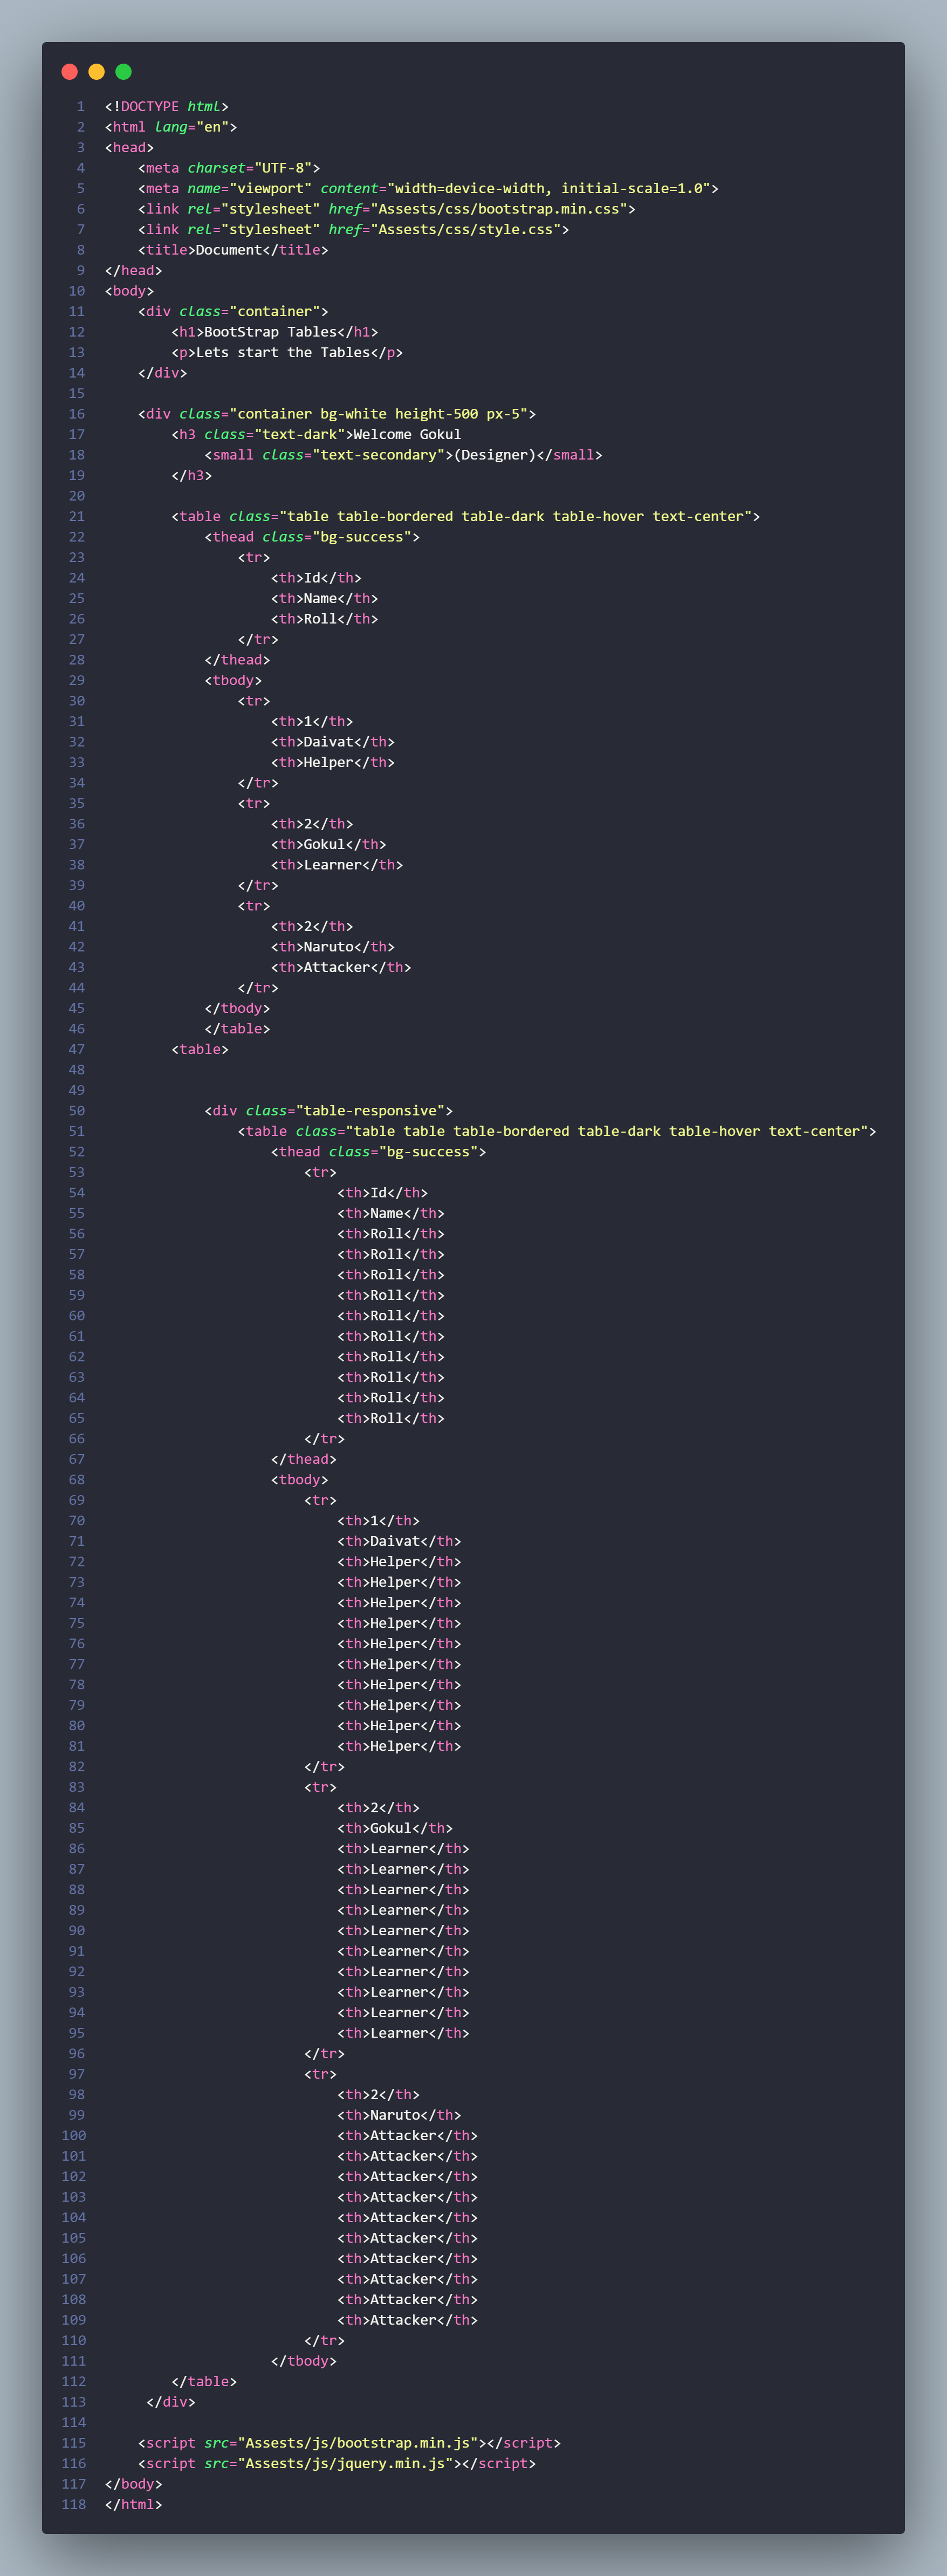 1 <!DOCTYPE html>
2 <html lang="en">
3 <head>
4     <meta charset="UTF-8">
5     <meta name="viewport" content="width=device-width, initial-scale=1.0">
6     <link rel="stylesheet" href="Assests/css/bootstrap.min.css">
7     <link rel="stylesheet" href="Assests/css/style.css">
8     <title>Document</title>
9 </head>
10 <body>
11     <div class="container">
12         <h1>BootStrap Tables</h1>
13         <p>Lets start the Tables</p>
14     </div>
15
16     <div class="container bg-white height-500 px-5">
17         <h3 class="text-dark">Welcome Gokul
18             <small class="text-secondary">(Designer)</small>
19         </h3>
20
21         <table class="table table-bordered table-dark table-hover text-center">
22             <thead class="bg-success">
23                 <tr>
24                     <th>Id</th>
25                     <th>Name</th>
26                     <th>Roll</th>
27                 </tr>
28             </thead>
29             <tbody>
30                 <tr>
31                     <th>1</th>
32                     <th>Daivat</th>
33                     <th>Helper</th>
34                 </tr>
35                 <tr>
36                     <th>2</th>
37                     <th>Gokul</th>
38                     <th>Learner</th>
39                 </tr>
40                 <tr>
41                     <th>2</th>
42                     <th>Naruto</th>
43                     <th>Attacker</th>
44                 </tr>
45             </tbody>
46             </table>
47         <table>
48
49
50             <div class="table-responsive">
51                 <table class="table table table-bordered table-dark table-hover text-center">
52                     <thead class="bg-success">
53                         <tr>
54                             <th>Id</th>
55                             <th>Name</th>
56                             <th>Roll</th>
57                             <th>Roll</th>
58                             <th>Roll</th>
59                             <th>Roll</th>
60                             <th>Roll</th>
61                             <th>Roll</th>
62                             <th>Roll</th>
63                             <th>Roll</th>
64                             <th>Roll</th>
65                             <th>Roll</th>
66                         </tr>
67                     </thead>
68                     <tbody>
69                         <tr>
70                             <th>1</th>
71                             <th>Daivat</th>
72                             <th>Helper</th>
73                             <th>Helper</th>
74                             <th>Helper</th>
75                             <th>Helper</th>
76                             <th>Helper</th>
77                             <th>Helper</th>
78                             <th>Helper</th>
79                             <th>Helper</th>
80                             <th>Helper</th>
81                             <th>Helper</th>
82                         </tr>
83                         <tr>
84                             <th>2</th>
85                             <th>Gokul</th>
86                             <th>Learner</th>
87                             <th>Learner</th>
88                             <th>Learner</th>
89                             <th>Learner</th>
90                             <th>Learner</th>
91                             <th>Learner</th>
92                             <th>Learner</th>
93                             <th>Learner</th>
94                             <th>Learner</th>
95                             <th>Learner</th>
96                         </tr>
97                         <tr>
98                             <th>2</th>
99                             <th>Naruto</th>
100                             <th>Attacker</th>
101                             <th>Attacker</th>
102                             <th>Attacker</th>
103                             <th>Attacker</th>
104                             <th>Attacker</th>
105                             <th>Attacker</th>
106                             <th>Attacker</th>
107                             <th>Attacker</th>
108                             <th>Attacker</th>
109                             <th>Attacker</th>
110                         </tr>
111                     </tbody>
112         </table>
113      </div>
114
115     <script src="Assests/js/bootstrap.min.js"></script>
116     <script src="Assests/js/jquery.min.js"></script>
117 </body>
118 </html>